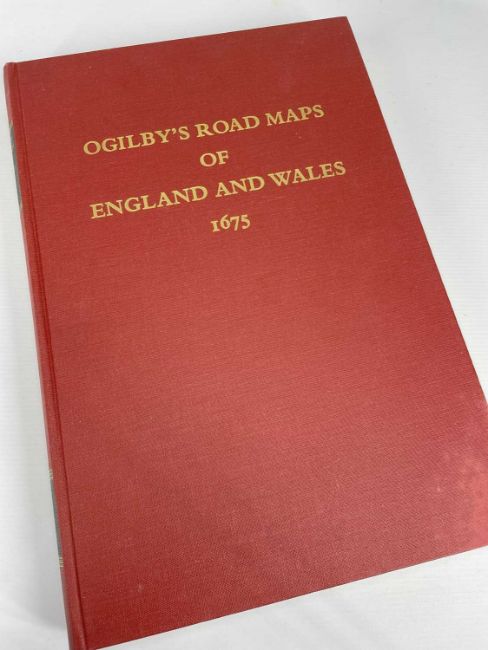 OGILBY'S ROAD MAPS
OF
ENGLAND AND WALES
1675